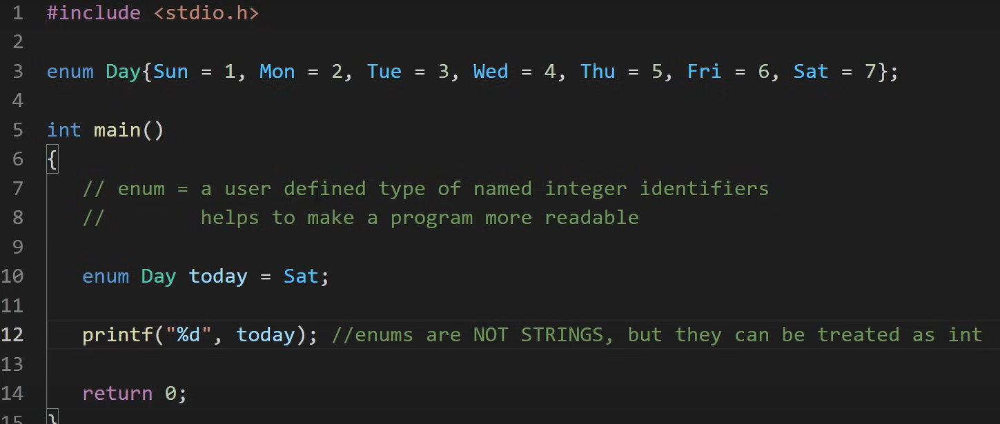 1 #include <stdio.h>
2
3 enum Day{Sun = 1, Mon = 2, Tue = 3, Wed = 4, Thu = 5, Fri = 6, Sat = 7};
4
5 int main()
6 {
7 // enum = a user defined type of named integer identifiers
8 //        helps to make a program more readable
9
10 enum Day today = Sat;
11
12 printf("%d", today); //enums are NOT STRINGS, but they can be treated as int
13
14 return 0;
15 }